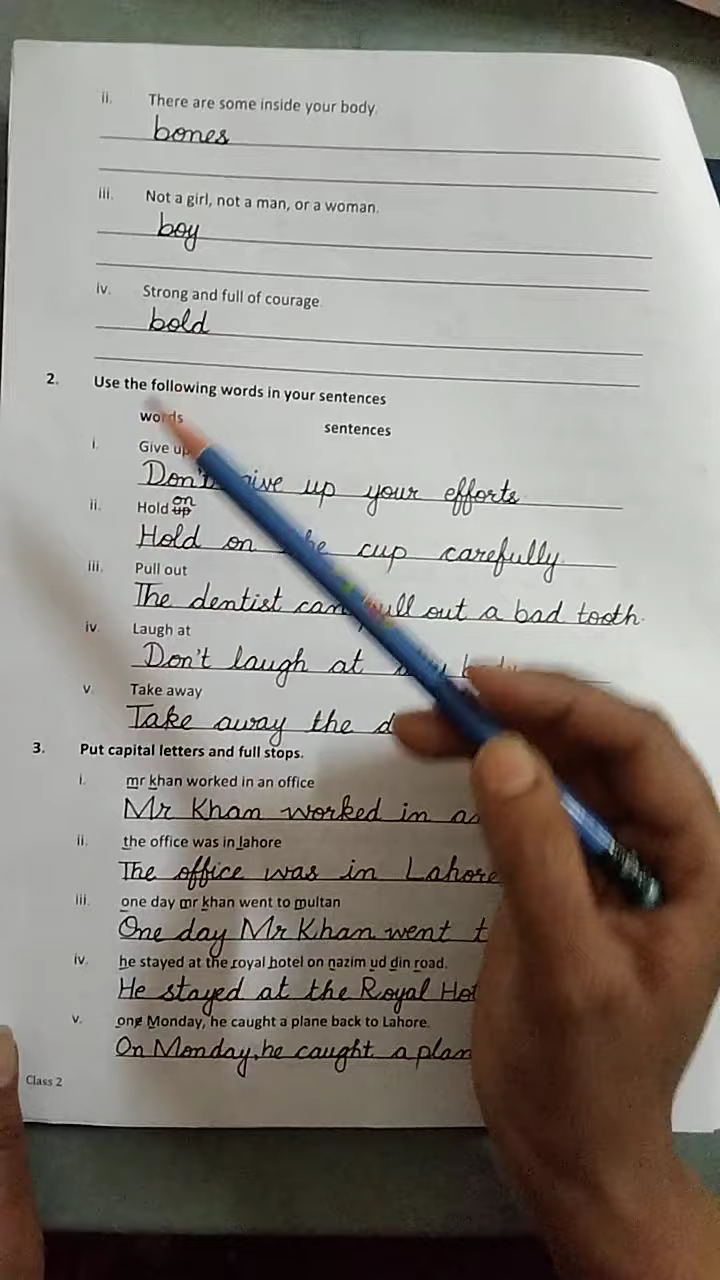 ii. There are some inside your body.
bones
iii. Not a girl, not a man, or a woman.
boy
iv. Strong and full of courage.
bold
2. Use the following words in your sentences
words sentences
i. Give up
Don't give up your efforts
ii. Hold up on
Hold on the cup carefully.
iii. Pull out
The dentist can pull out a bad tooth.
iv. Laugh at
Don't laugh at
v. Take away
Take away the
3. Put capital letters and full stops.
i. mr khan worked in an office
Mr Khan worked in
ii. the office was in lahore
The office was in Lahore
iii. one day mr khan went to multan
One day Mr Khan went
iv. he stayed at the royal hotel on nazim ud din road.
He stayed at the Royal
v. one Monday, he caught a plane back to Lahore.
On Monday, he caught a
Class 2